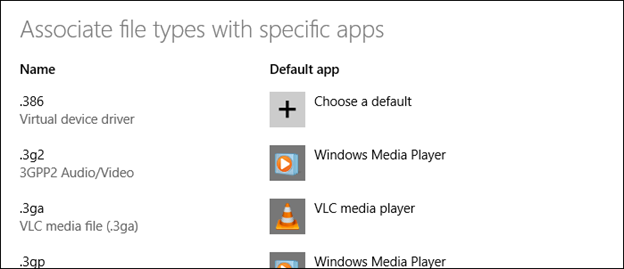 Associate file types with specific apps
Name Default app
.386 Choose a default
Virtual device driver
.3g2 Windows Media Player
3GPP2 Audio/Video
.3ga VLC media player
VLC media file (.3ga)
.3gp Windows Media Player